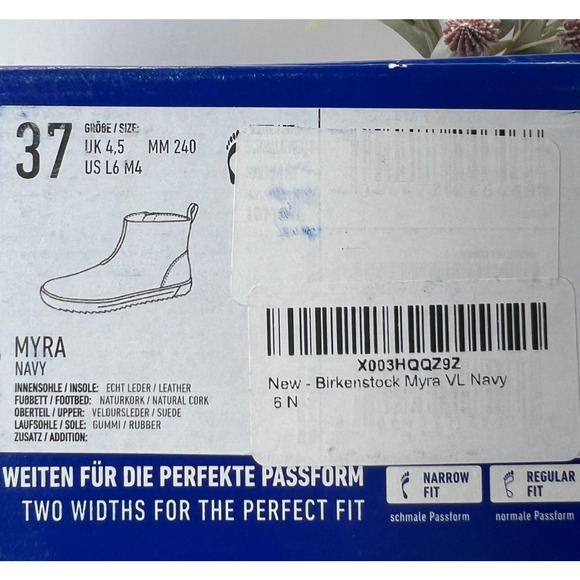 37
GRÖßE / SIZE:
UK 4,5 MM 240
US L6 M4
MYRA
NAVY
INNENSOHLE / INSOLE: ECHT LEDER / LEATHER
FUßBETT / FOOTBED: NATURKORK / NATURAL CORK
OBERTEIL / UPPER: VELOURSLEDER / SUEDE
LAUFSOHLE / SOLE: GUMMI / RUBBER
ZUSATZ / ADDITION:
X003HQQZ9Z
New - Birkenstock Myra VL Navy
6 N
WEITEN FÜR DIE PERFEKTE PASSFORM
TWO WIDTHS FOR THE PERFECT FIT
NARROW
FIT
schmale Passform
REGULAR
FIT
normale Passform